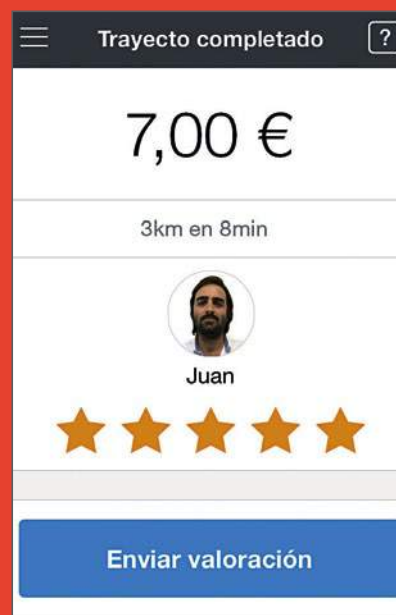 Trayecto completado ?
7,00 €
3km en 8min
Juan
Enviar valoración